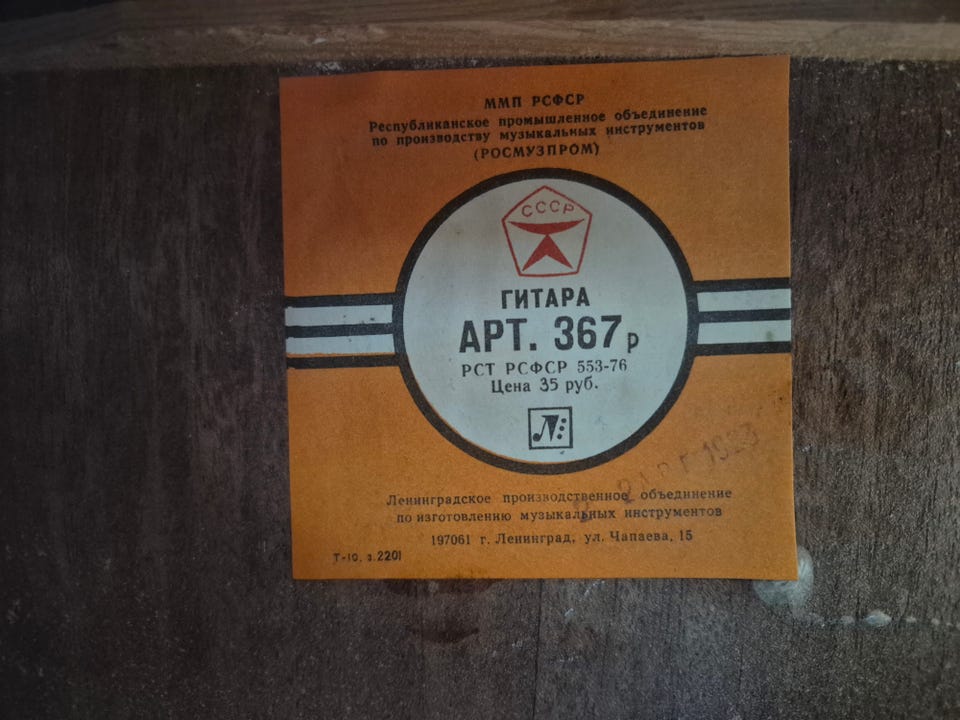 ММП РСФСР
Республиканское промышленное объединение
по производству музыкальных инструментов
(РОСМУЗПРОМ)
СССР
ГИТАРА
АРТ. 367 р
РСТ РСФСР 553-76
Цена 35 руб.
Ленинградское производственное объединение
по изготовлению музыкальных инструментов
197061 г. Ленинград, ул. Чапаева, 15
Т-10, з.2201